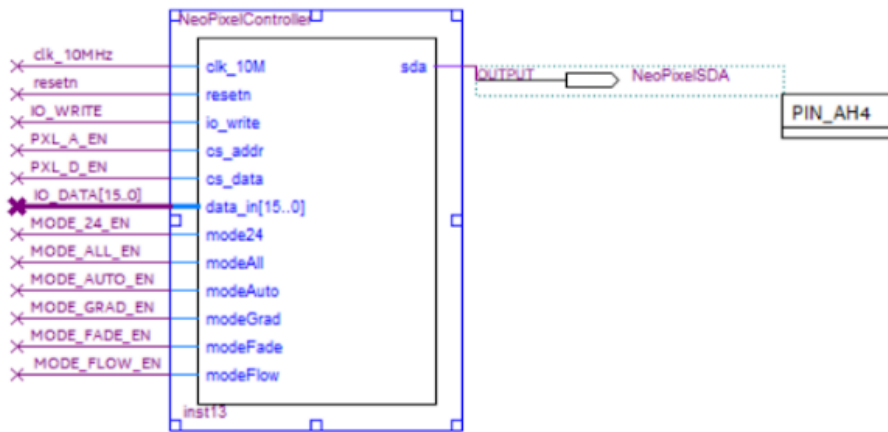 NeoPixelController
clk_10MHz
clk_10M
sda
OUTPUT
NeoPixelSDA
PIN_AH4
resetn
resetn
IO_WRITE
io_write
PXL_A_EN
cs_addr
PXL_D_EN
cs_data
IO_DATA[15..0]
data_in[15..0]
MODE_24_EN
mode24
MODE_ALL_EN
modeAll
MODE_AUTO_EN
modeAuto
MODE_GRAD_EN
modeGrad
MODE_FADE_EN
modeFade
MODE_FLOW_EN
modeFlow
inst13